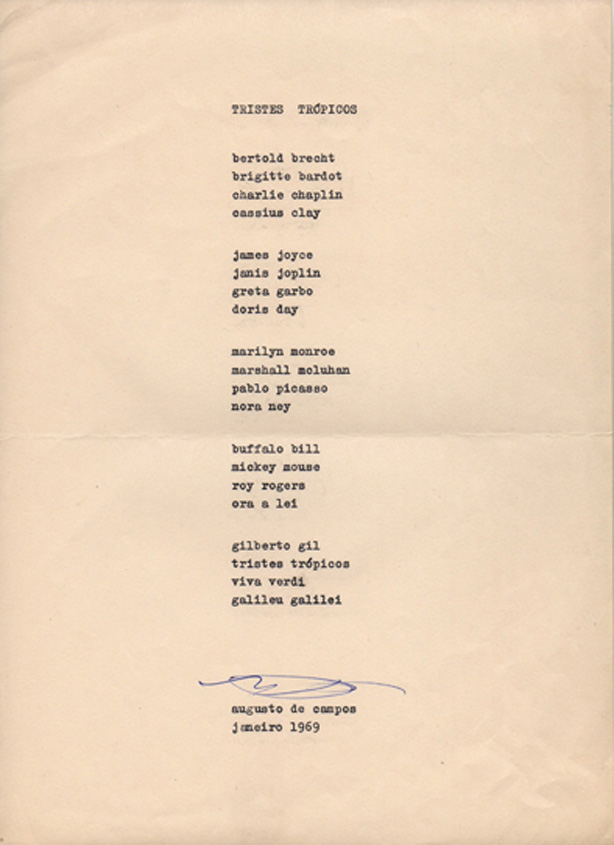 TRISTES TRÓPICOS
bertold brecht
brigitte bardot
charlie chaplin
cassius clay
james joyce
janis joplin
greta garbo
doris day
marilyn monroe
marshall mcluhan
pablo picasso
nora ney
buffalo bill
mickey mouse
roy rogers
ora a lei
gilberto gil
tristes trópicos
viva verdi
galileu galilei
augusto de campos
janeiro 1969